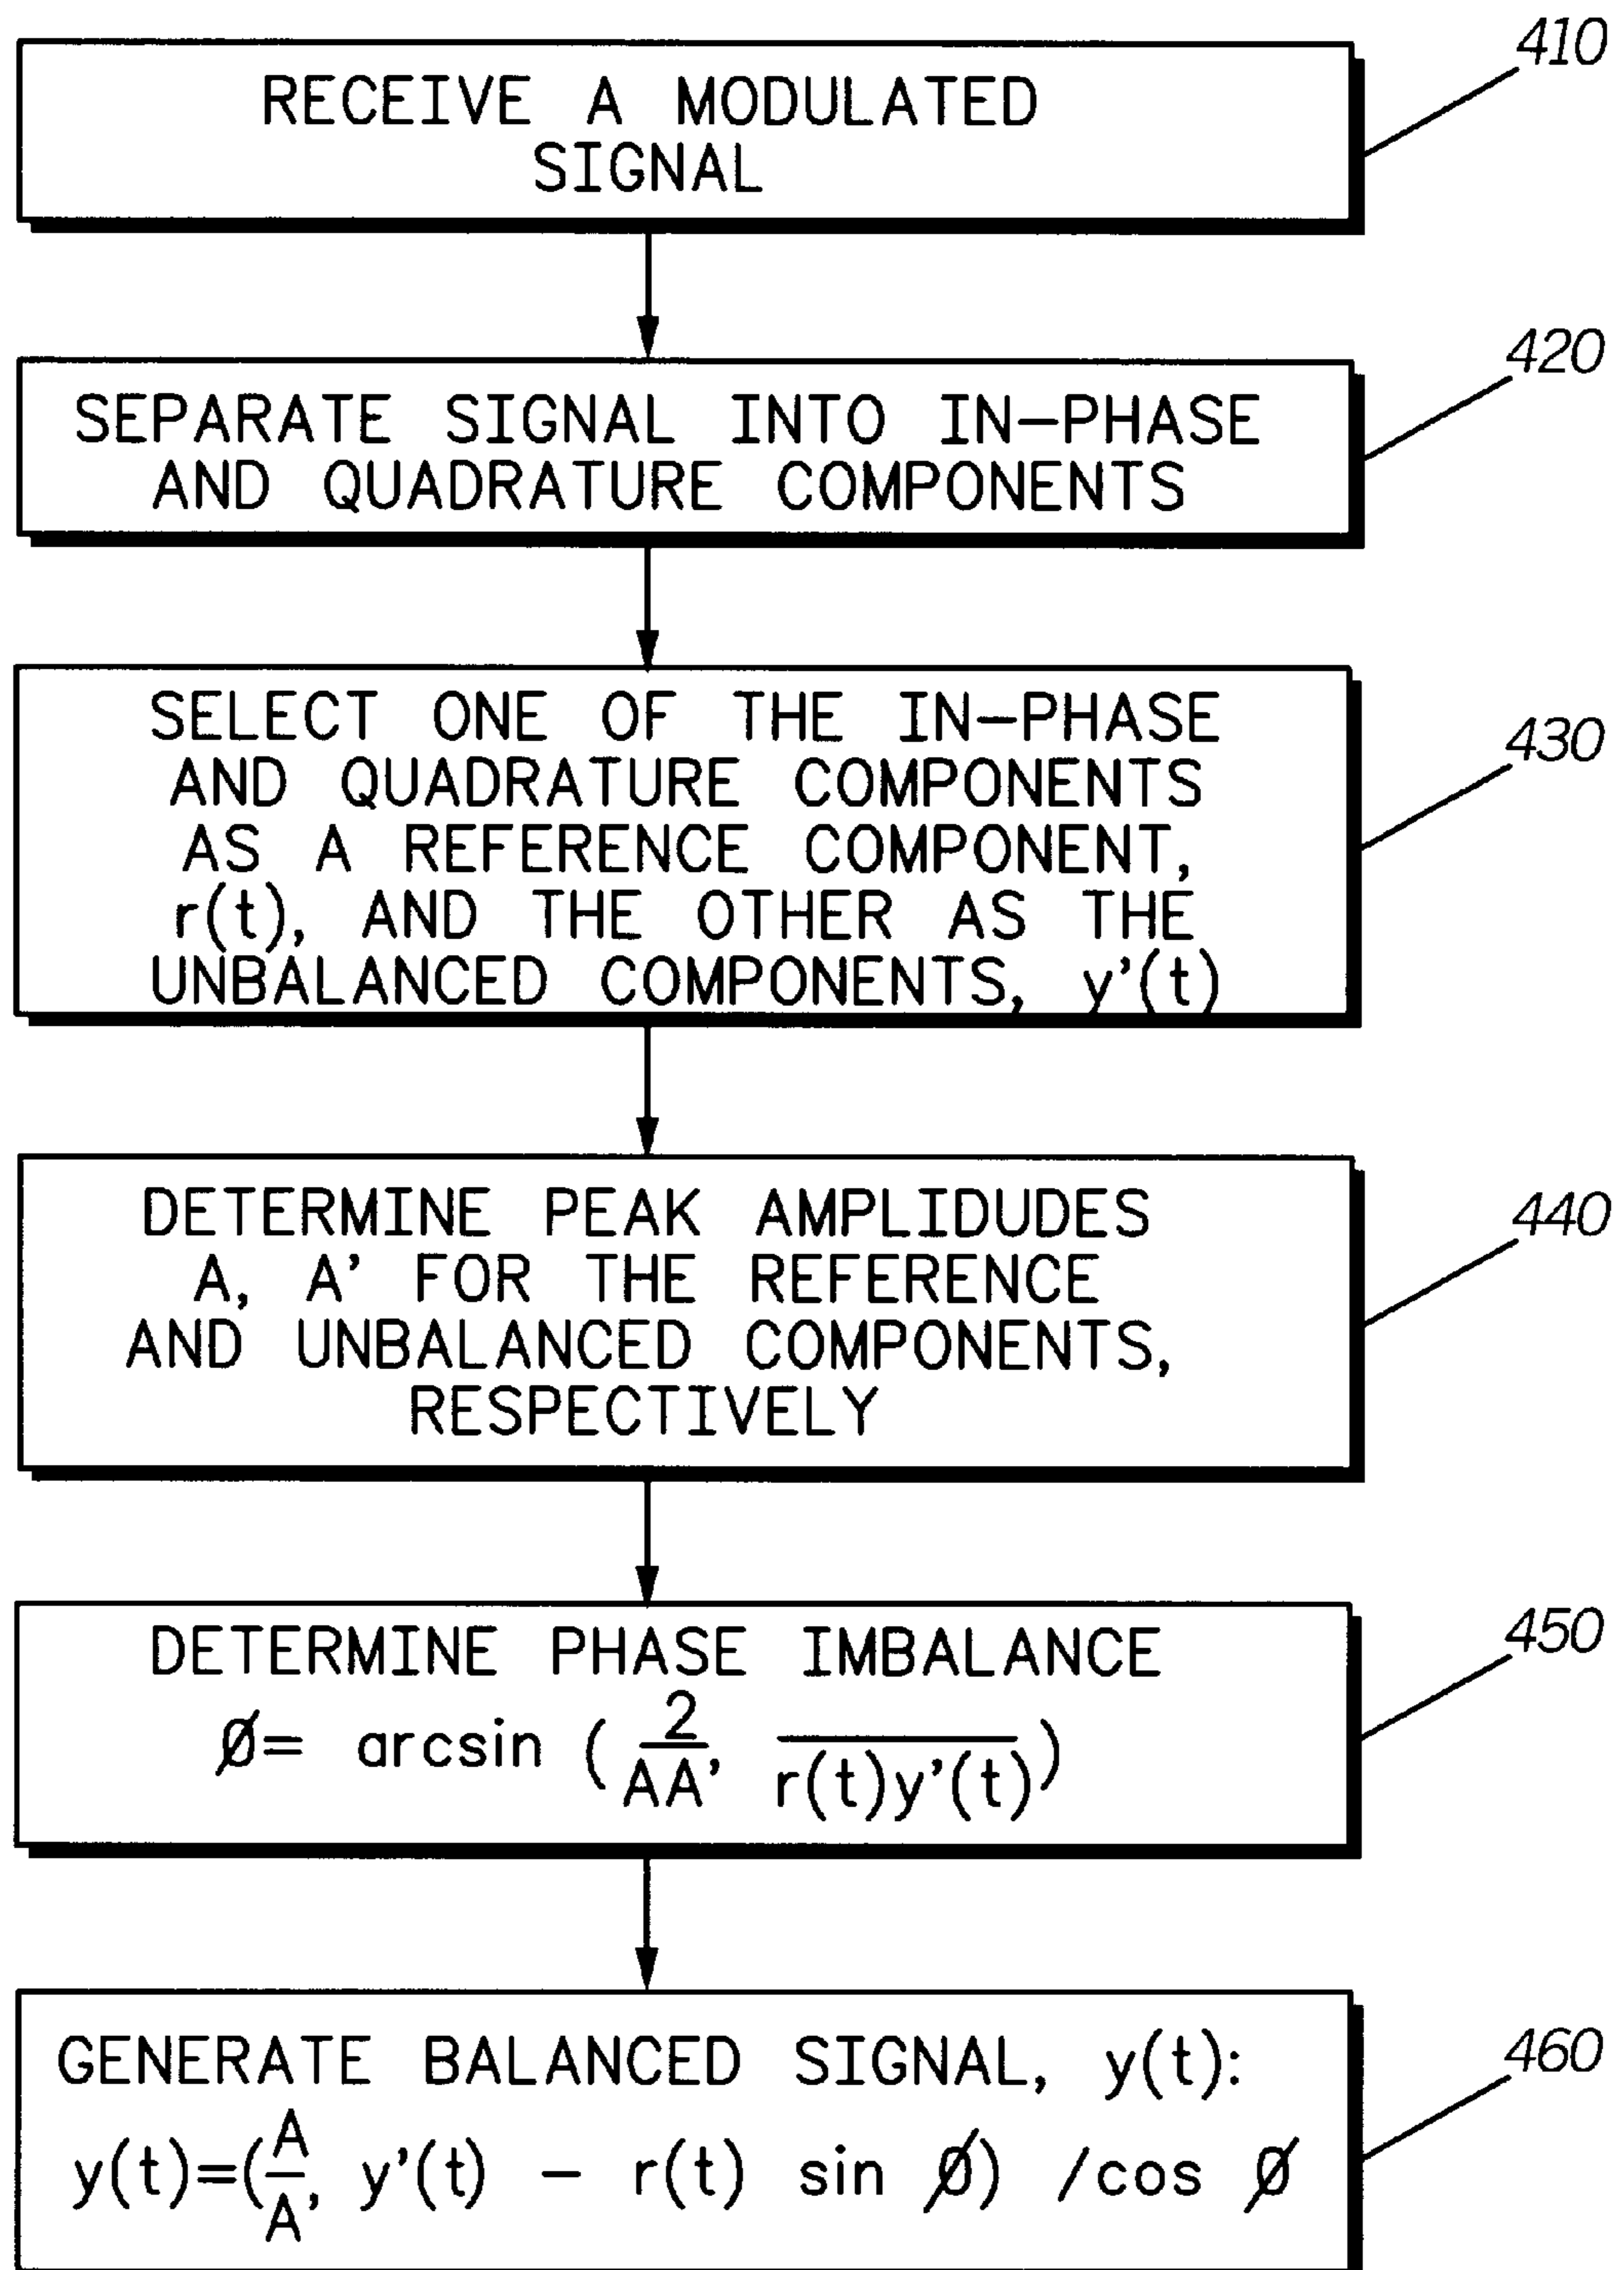 410
RECEIVE A MODULATED
SIGNAL
420
SEPARATE SIGNAL INTO IN-PHASE
AND QUADRATURE COMPONENTS
430
SELECT ONE OF THE IN-PHASE
AND QUADRATURE COMPONENTS
AS A REFERENCE COMPONENT,
r(t), AND THE OTHER AS THE
UNBALANCED COMPONENTS, y'(t)
440
DETERMINE PEAK AMPLIDUDES
A, A' FOR THE REFERENCE
AND UNBALANCED COMPONENTS,
RESPECTIVELY
450
DETERMINE PHASE IMBALANCE
Ø= arcsin ( 2/AA' r(t)y'(t) )
460
GENERATE BALANCED SIGNAL, y(t):
y(t)=(A/A' y'(t) - r(t) sin Ø) /cos Ø